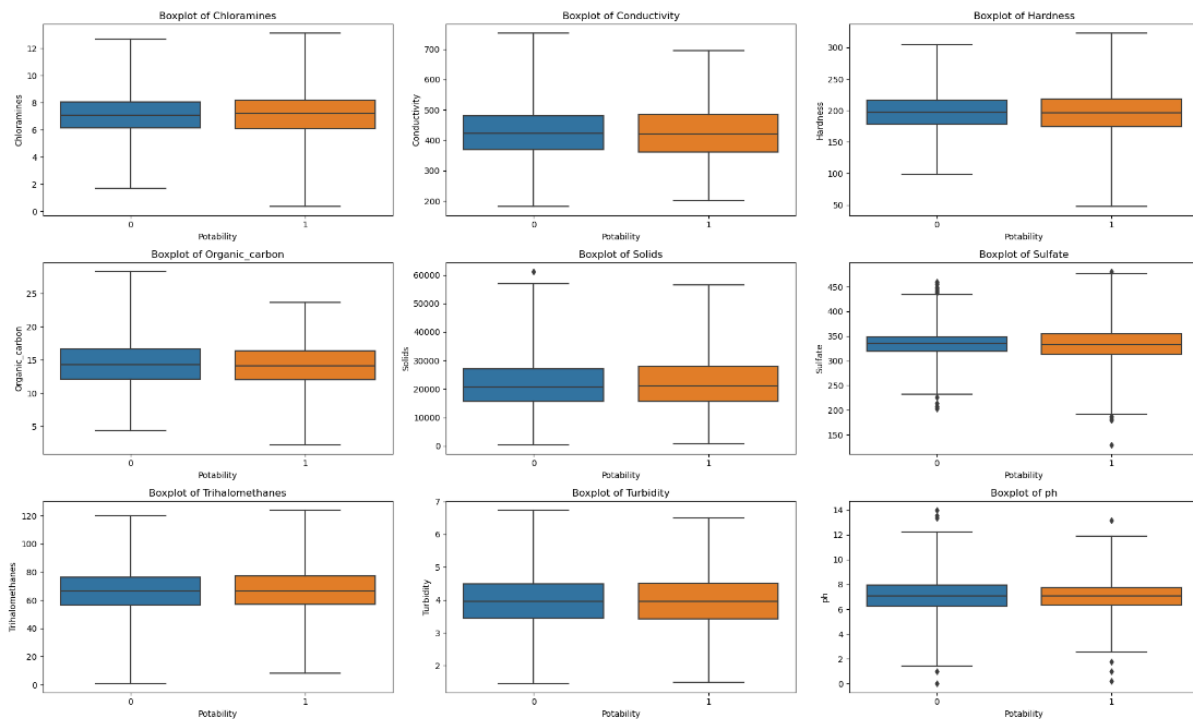 Boxplot of Chloramines
Chloramines
12
10
8
6
4
2
0
0 1
Potability
Boxplot of Conductivity
Conductivity
700
600
500
400
300
200
0 1
Potability
Boxplot of Hardness
Hardness
300
250
200
150
100
50
0 1
Potability
Boxplot of Organic_carbon
Organic_carbon
25
20
15
10
5
0 1
Potability
Boxplot of Solids
Solids
60000
50000
40000
30000
20000
10000
0
0 1
Potability
Boxplot of Sulfate
Sulfate
450
400
350
300
250
200
150
0 1
Potability
Boxplot of Trihalomethanes
Trihalomethanes
120
100
80
60
40
20
0
0 1
Potability
Boxplot of Turbidity
Turbidity
7
6
5
4
3
2
0 1
Potability
Boxplot of ph
ph
14
12
10
8
6
4
2
0
0 1
Potability